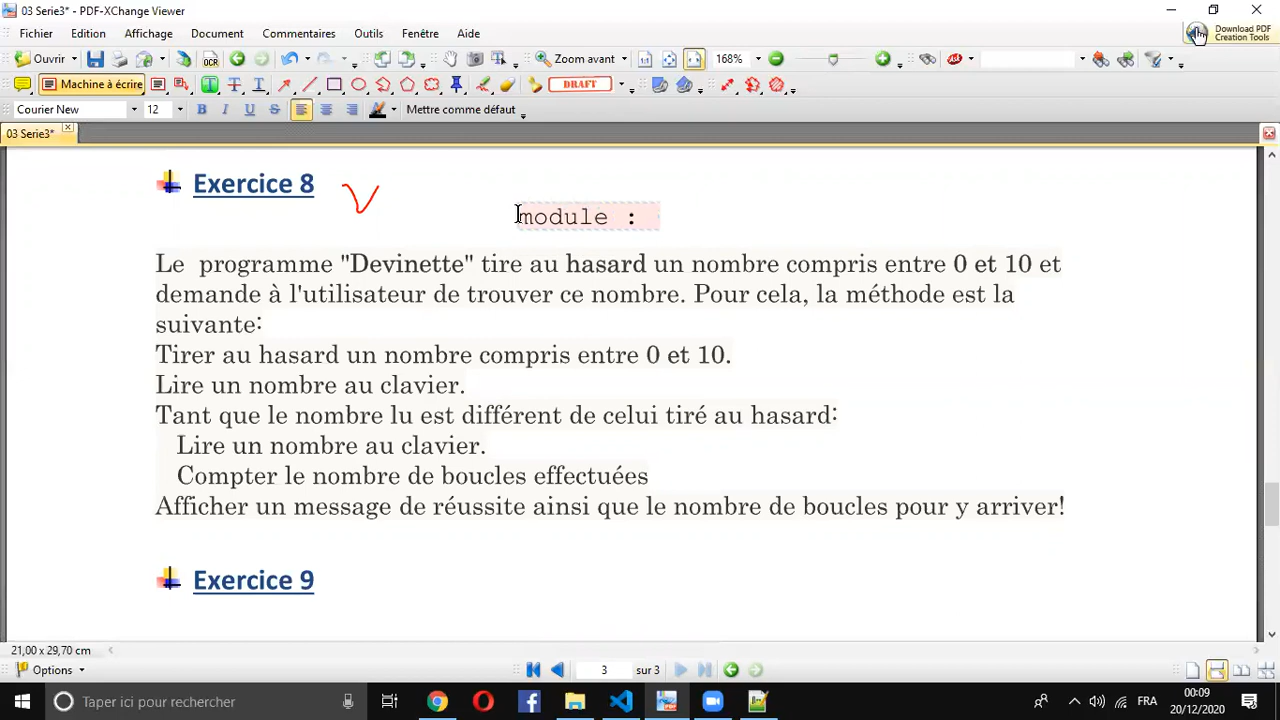 03 Serie3* - PDF-XChange Viewer
Fichier Edition Affichage Document Commentaires Outils Fenêtre Aide
Download PDF
Creation Tools
Ouvrir OCR Zoom avant 168%
Machine à écrire T T T DRAFT
Courier New 12 B I U Mettre comme défaut
03 Serie3*
Exercice 8
module :
Le programme "Devinette" tire au hasard un nombre compris entre 0 et 10 et
demande à l'utilisateur de trouver ce nombre. Pour cela, la méthode est la
suivante:
Tirer au hasard un nombre compris entre 0 et 10.
Lire un nombre au clavier.
Tant que le nombre lu est différent de celui tiré au hasard:
Lire un nombre au clavier.
Compter le nombre de boucles effectuées
Afficher un message de réussite ainsi que le nombre de boucles pour y arriver!
Exercice 9
21,00 x 29,70 cm
Options 3 sur 3
Taper ici pour rechercher FRA 00:09
20/12/2020